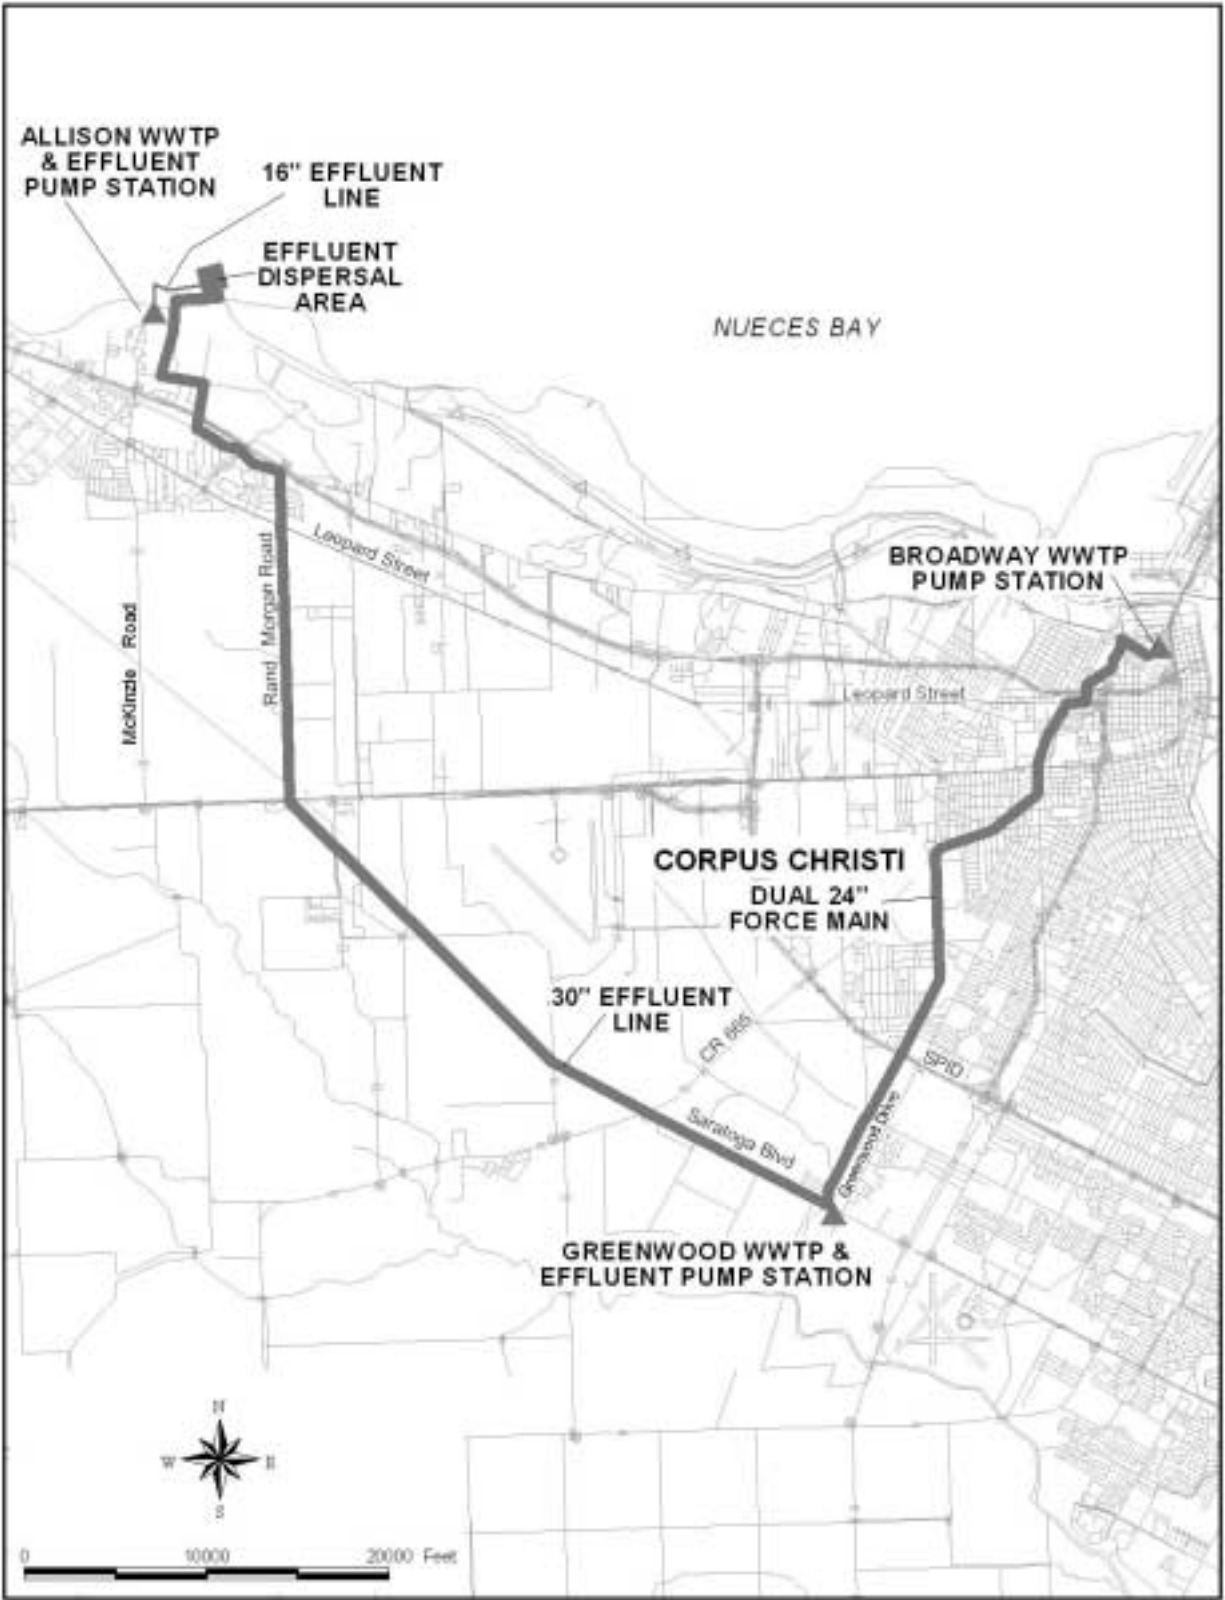 ALLISON WWTP
& EFFLUENT
PUMP STATION
16" EFFLUENT
LINE
EFFLUENT
DISPERSAL
AREA
NUECES BAY
Leopard Street
Rand Morgan Road
McKinzie Road
BROADWAY WWTP
PUMP STATION
Leopard Street
CORPUS CHRISTI
DUAL 24"
FORCE MAIN
30" EFFLUENT
LINE
CR 665
SPID
Saratoga Blvd
Greenwood Drive
GREENWOOD WWTP &
EFFLUENT PUMP STATION
N
W E
S
0 10000 20000 Feet